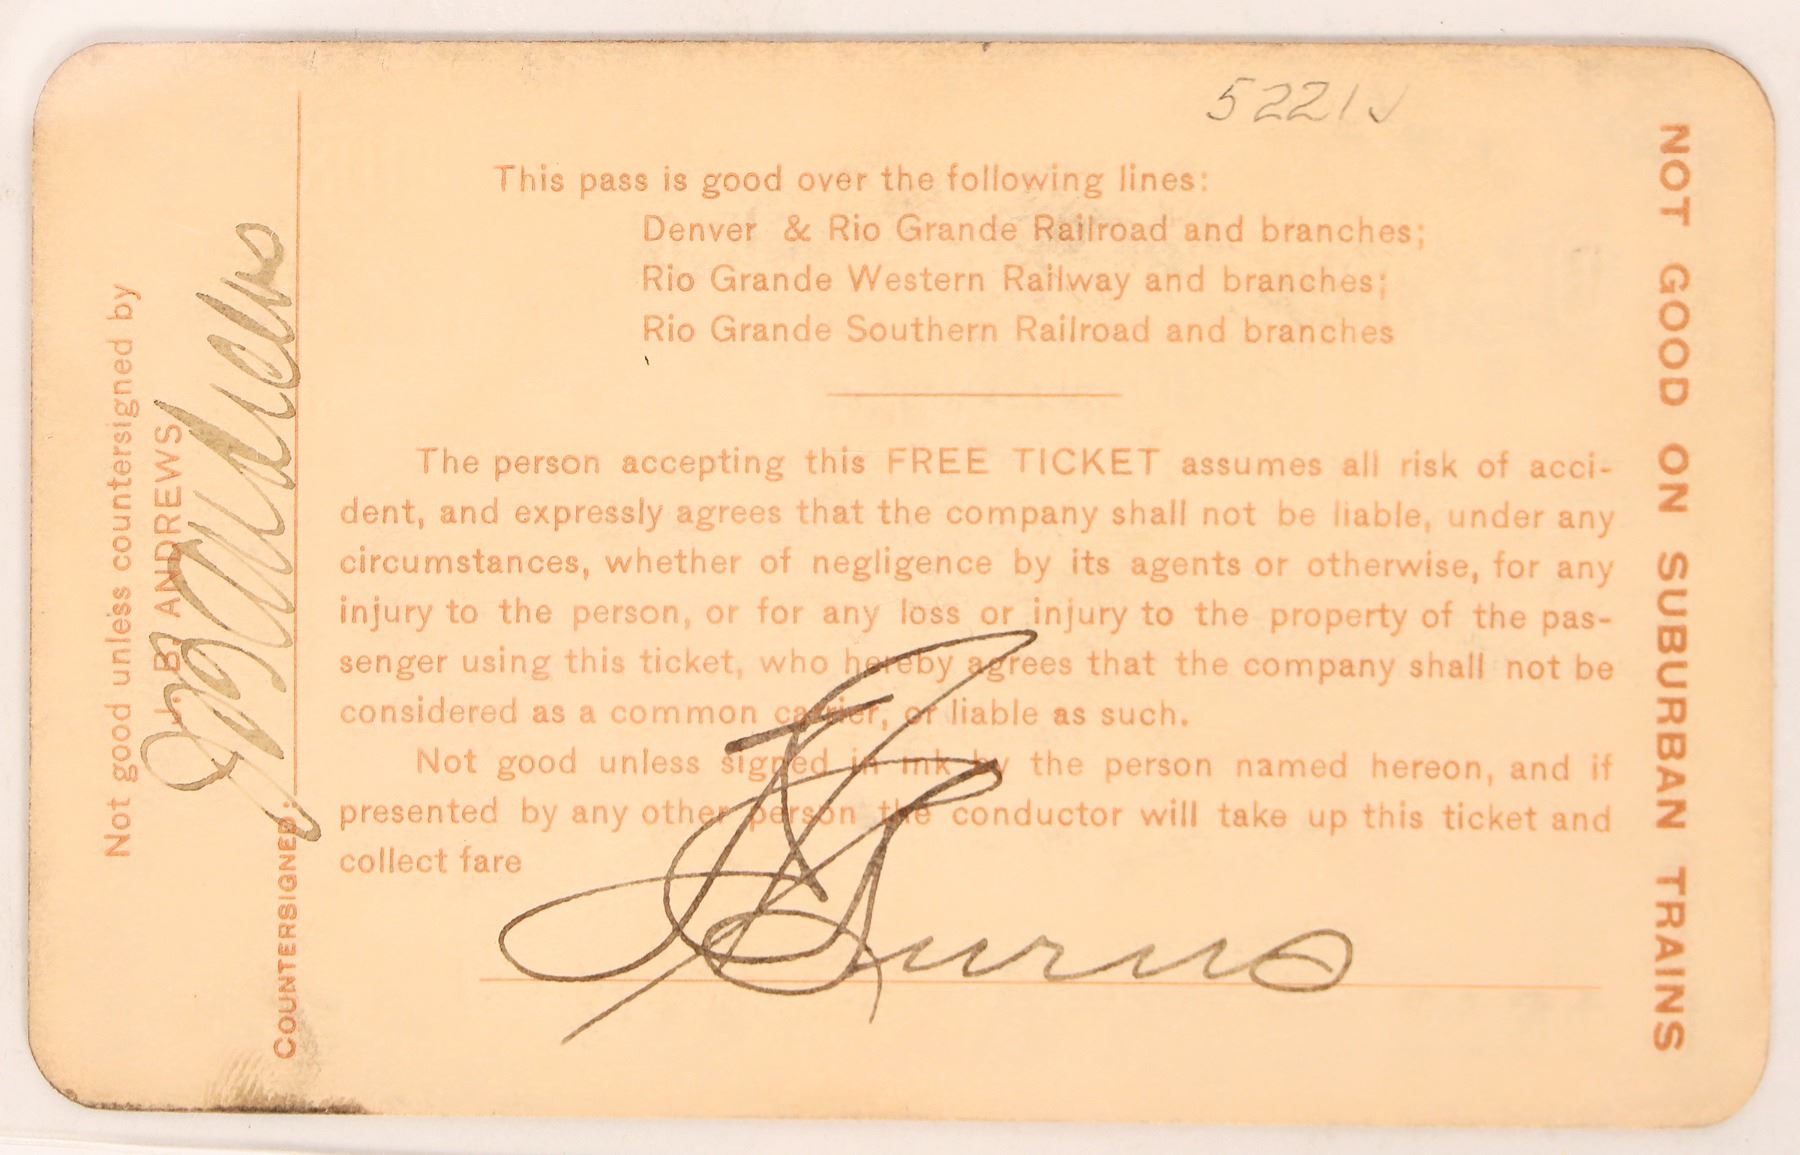 5221
This pass is good over the following lines:
Denver & Rio Grande Railroad and branches;
Rio Grande Western Railway and branches;
Rio Grande Southern Railroad and branches
The person accepting this FREE TICKET assumes all risk of acci-
dent, and expressly agrees that the company shall not be liable, under any
circumstances, whether of negligence by its agents or otherwise, for any
injury to the person, or for any loss or injury to the property of the pas-
senger using this ticket, who hereby agrees that the company shall not be
considered as a common carrier, or liable as such.
Not good unless signed in ink by the person named hereon, and if
presented by any other person the conductor will take up this ticket and
collect fare
Burns
Not good unless countersigned by
J. B. ANDREWS
JBAndrews
COUNTERSIGNED:
NOT GOOD ON SUBURBAN TRAINS